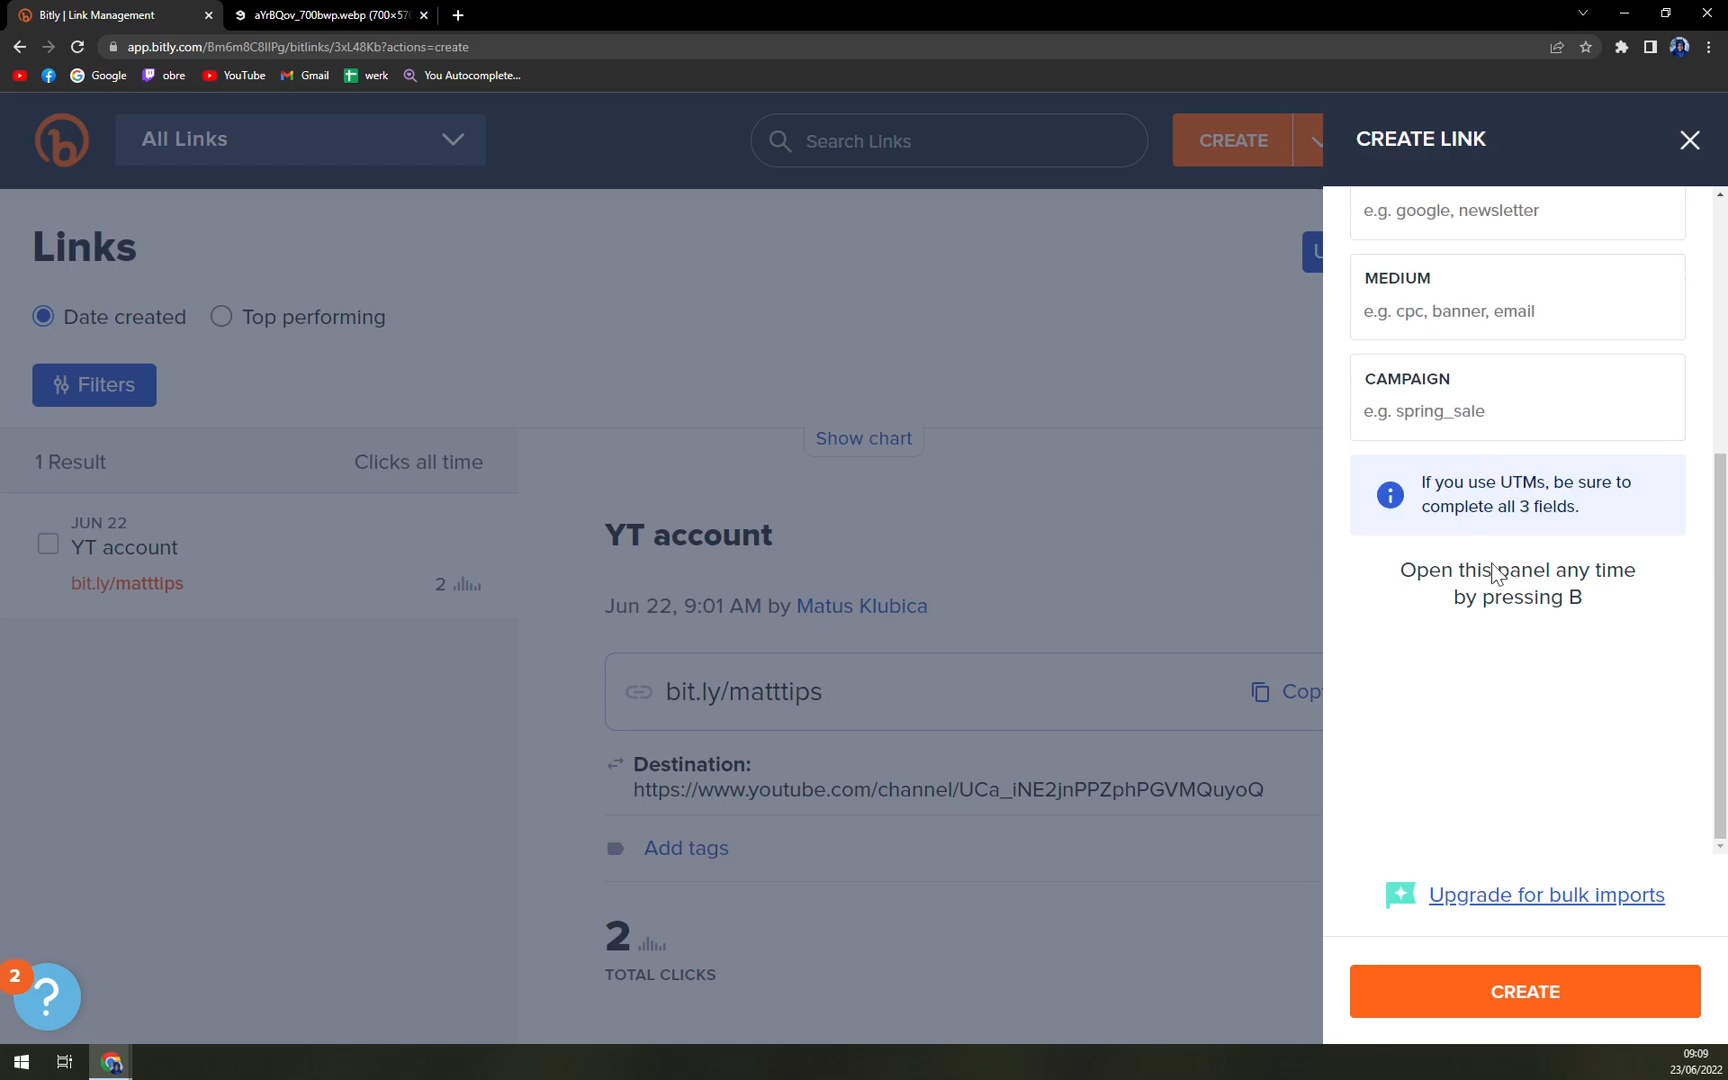 Bitly | Link Management
aYrBQov_700bwp.webp (700×57
app.bitly.com/Bm6m8C8IlPg/bitlinks/3xL48Kb?actions=create
Google
obre
YouTube
Gmail
werk
You Autocomplete...
All Links
Search Links
CREATE
CREATE LINK
Links
Date created
Top performing
Filters
Show chart
1 Result
Clicks all time
JUN 22
YT account
bit.ly/matttips
2
YT account
Jun 22, 9:01 AM by Matus Klubica
bit.ly/matttips
Cop
Destination:
https://www.youtube.com/channel/UCa_iNE2jnPPZphPGVMQuyoQ
Add tags
2
TOTAL CLICKS
e.g. google, newsletter
MEDIUM
e.g. cpc, banner, email
CAMPAIGN
e.g. spring_sale
If you use UTMs, be sure to
complete all 3 fields.
Open this panel any time
by pressing B
Upgrade for bulk imports
CREATE
2
?
09:09
23/06/2022